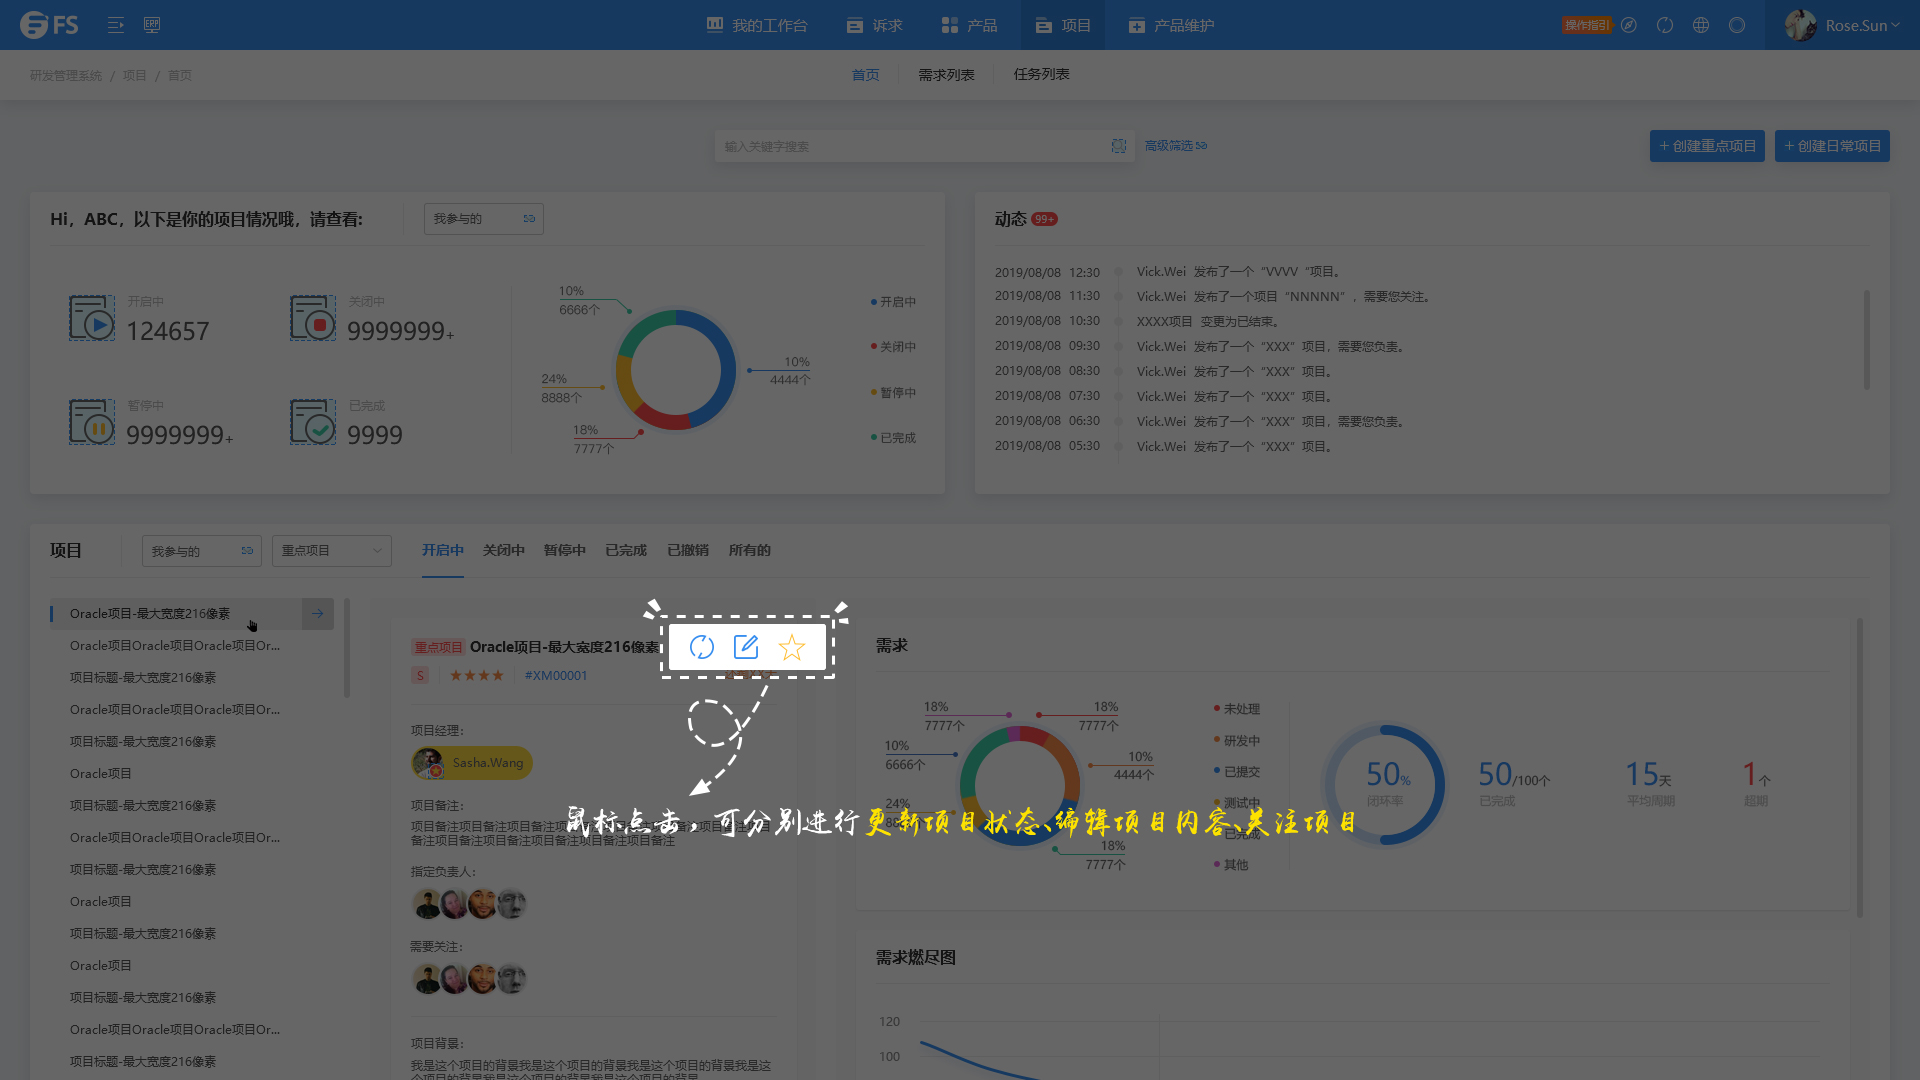 FS
ERP
我的工作台
诉求
产品
项目
产品维护
操作指引
Rose.Sun
研发管理系统 / 项目 / 首页
首页
需求列表
任务列表
输入关键字搜索
高级筛选
+ 创建重点项目
+ 创建日常项目
Hi，ABC，以下是你的项目情况哦，请查看:
我参与的
开启中
124657
关闭中
9999999+
暂停中
9999999+
已完成
9999
10%
6666个
24%
8888个
18%
7777个
10%
4444个
开启中
关闭中
暂停中
已完成
动态 99+
2019/08/08 12:30 Vick.Wei 发布了一个“VVVV “项目。
2019/08/08 11:30 Vick.Wei 发布了一个项目“NNNNN”，需要您关注。
2019/08/08 10:30 XXXX项目 变更为已结束。
2019/08/08 09:30 Vick.Wei 发布了一个“XXX”项目，需要您负责。
2019/08/08 08:30 Vick.Wei 发布了一个“XXX”项目。
2019/08/08 07:30 Vick.Wei 发布了一个“XXX”项目。
2019/08/08 06:30 Vick.Wei 发布了一个“XXX”项目，需要您负责。
2019/08/08 05:30 Vick.Wei 发布了一个“XXX”项目。
项目
我参与的
重点项目
开启中
关闭中
暂停中
已完成
已撤销
所有的
Oracle项目-最大宽度216像素
Oracle项目Oracle项目Oracle项目Or...
项目标题-最大宽度216像素
Oracle项目Oracle项目Oracle项目Or...
项目标题-最大宽度216像素
Oracle项目
项目标题-最大宽度216像素
Oracle项目Oracle项目Oracle项目Or...
项目标题-最大宽度216像素
Oracle项目
项目标题-最大宽度216像素
Oracle项目
项目标题-最大宽度216像素
Oracle项目Oracle项目Oracle项目Or...
项目标题-最大宽度216像素
重点项目 Oracle项目-最大宽度216像素
S
#XM00001
项目经理:
Sasha.Wang
项目备注:
鼠标点击，可分别进行更新项目状态、编辑项目内容、关注项目
备注项目备注项目备注项目备注项目备注项目备注
指定负责人:
需要关注:
项目背景:
我是这个项目的背景我是这个项目的背景我是这个项目的背景我是这
个项目的背景我是这个项目的背景我是这个项目的背景
需求
18%
7777个
10%
6666个
24%
18%
7777个
10%
4444个
18%
7777个
未处理
研发中
已提交
测试中
已完成
其他
50%
闭环率
50/100个
已完成
15天
平均周期
1个
超期
需求燃尽图
120
100